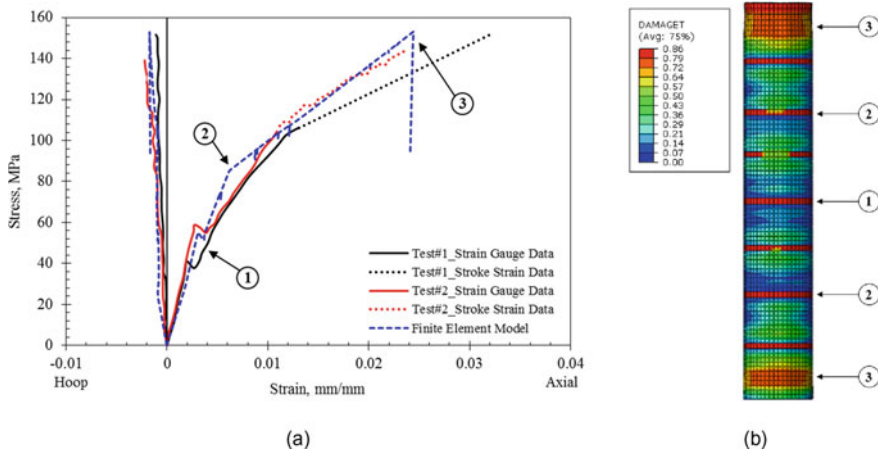 160
140
120
100
80
60
40
20
0
Stress, MPa
-0.01
0
0.01
0.02
0.03
0.04
Hoop
Strain, mm/mm
Axial
1
2
3
Test#1_Strain Gauge Data
Test#1_Stroke Strain Data
Test#2_Strain Gauge Data
Test#2_Stroke Strain Data
Finite Element Model
(a)
DAMAGET
(Avg: 75%)
0.86
0.79
0.72
0.64
0.57
0.50
0.43
0.36
0.29
0.21
0.14
0.07
0.00
3
2
1
2
3
(b)